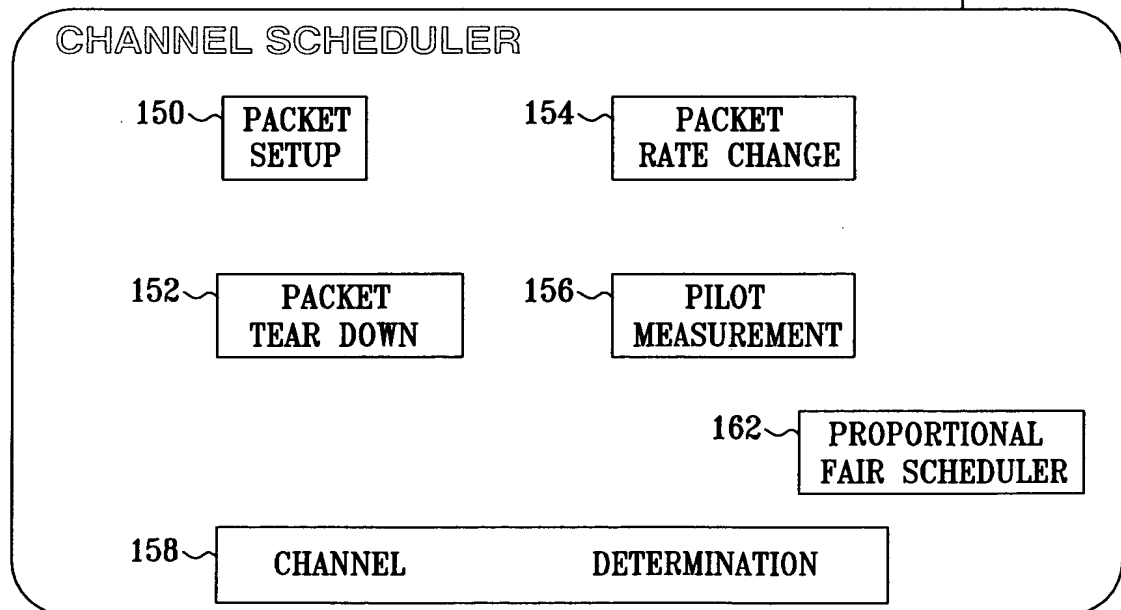 CHANNEL SCHEDULER
150
PACKET
SETUP
154
PACKET
RATE CHANGE
152
PACKET
TEAR DOWN
156
PILOT
MEASUREMENT
162
PROPORTIONAL
FAIR SCHEDULER
158
CHANNEL DETERMINATION